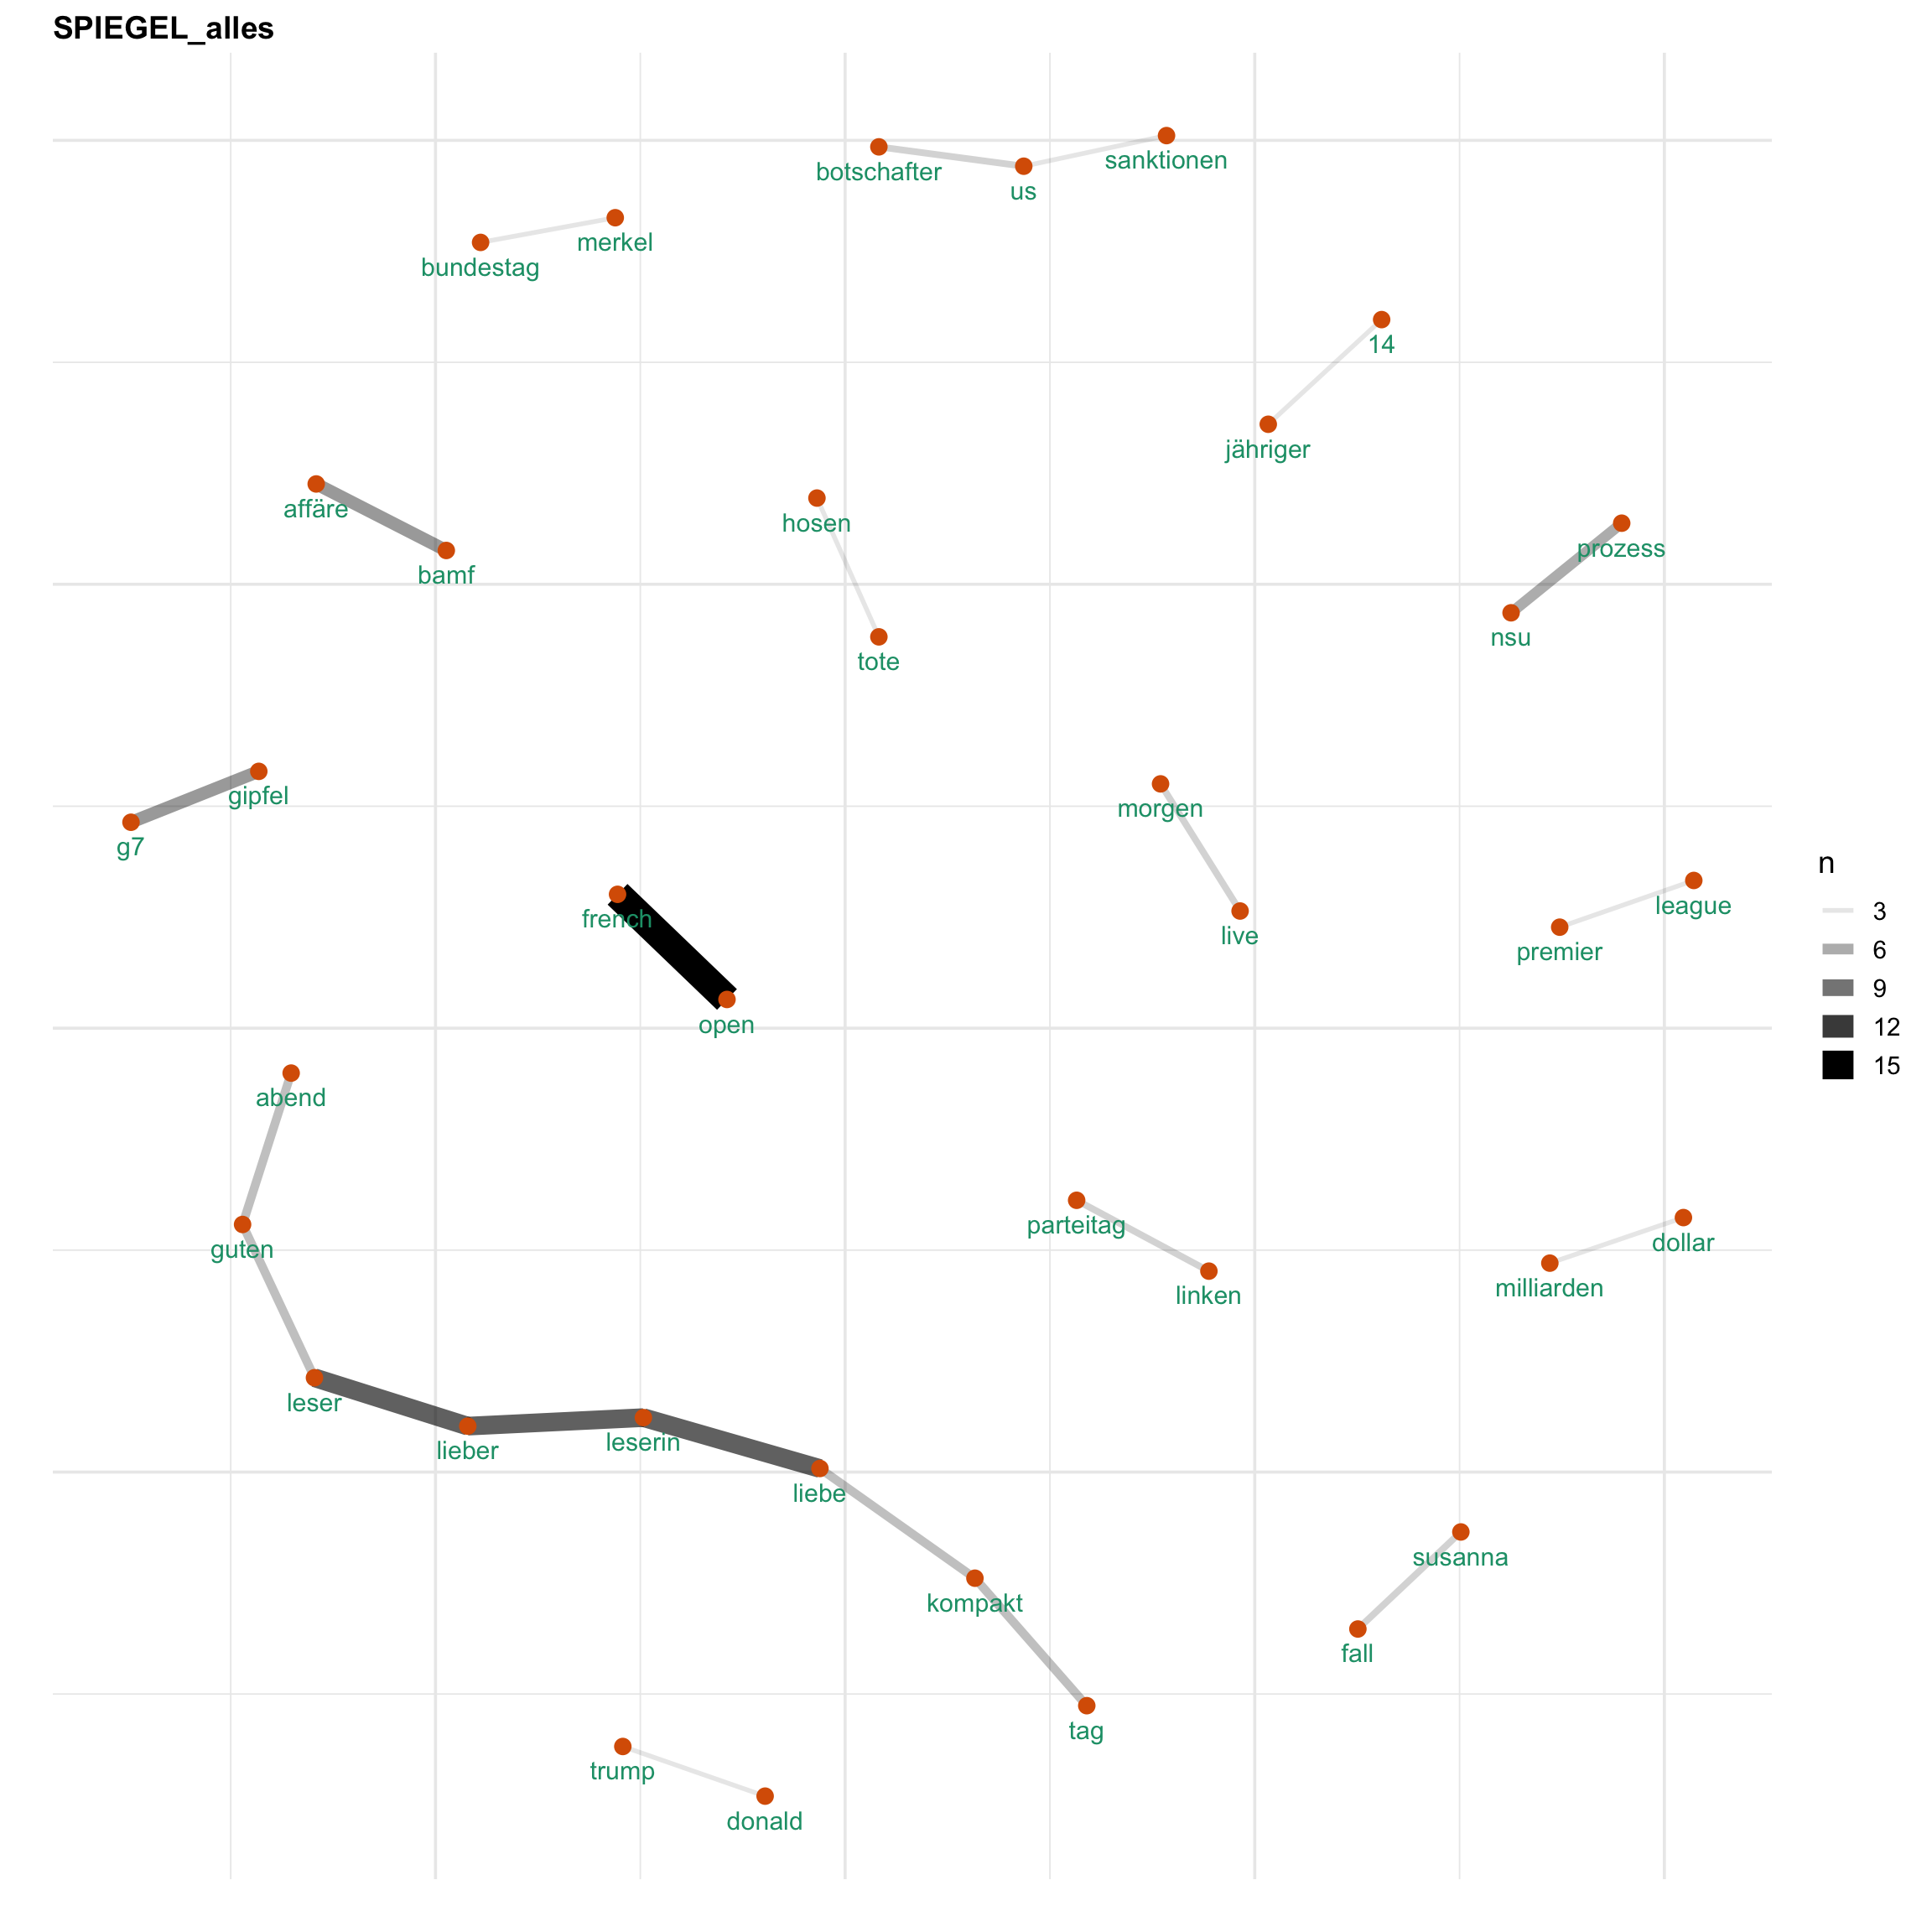 SPIEGEL_alles
botschafter
us
sanktionen
bundestag
merkel
14
jähriger
affäre
bamf
hosen
tote
prozess
nsu
gipfel
g7
morgen
live
league
premier
french
open
n
3
6
9
12
15
abend
guten
leser
lieber
leserin
liebe
kompakt
tag
parteitag
linken
dollar
milliarden
susanna
fall
trump
donald